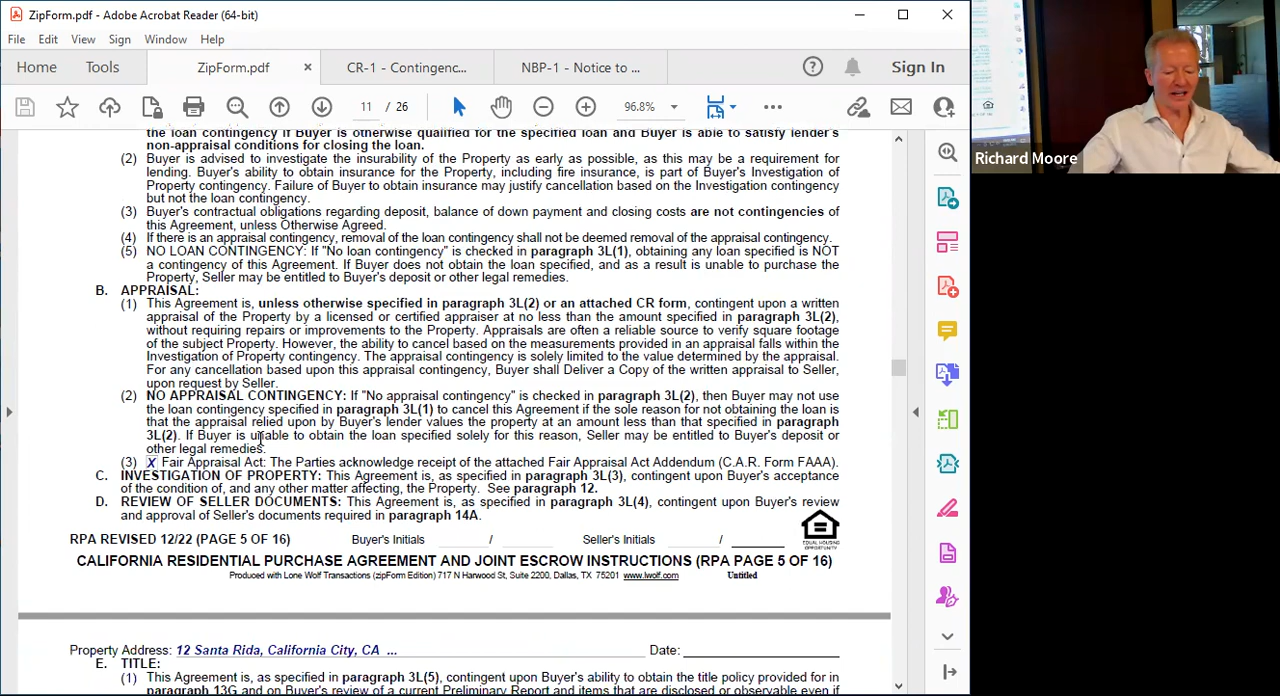 ZipForm.pdf - Adobe Acrobat Reader (64-bit)
File Edit View Sign Window Help
Home Tools ZipForm.pdf × CR-1 - Contingenc... NBP-1 - Notice to ... Sign In
11 / 26 96.8%
the loan contingency if Buyer is otherwise qualified for the specified loan and Buyer is able to satisfy lender's
non-appraisal conditions for closing the loan.
(2) Buyer is advised to investigate the insurability of the Property as early as possible, as this may be a requirement for
lending. Buyer's ability to obtain insurance for the Property, including fire insurance, is part of Buyer's Investigation of
Property contingency. Failure of Buyer to obtain insurance may justify cancellation based on the Investigation contingency
but not the loan contingency.
(3) Buyer's contractual obligations regarding deposit, balance of down payment and closing costs are not contingencies of
this Agreement, unless Otherwise Agreed.
(4) If there is an appraisal contingency, removal of the loan contingency shall not be deemed removal of the appraisal contingency.
(5) NO LOAN CONTINGENCY: If "No loan contingency" is checked in paragraph 3L(1), obtaining any loan specified is NOT
a contingency of this Agreement. If Buyer does not obtain the loan specified, and as a result is unable to purchase the
Property, Seller may be entitled to Buyer's deposit or other legal remedies.
B. APPRAISAL:
(1) This Agreement is, unless otherwise specified in paragraph 3L(2) or an attached CR form, contingent upon a written
appraisal of the Property by a licensed or certified appraiser at no less than the amount specified in paragraph 3L(2),
without requiring repairs or improvements to the Property. Appraisals are often a reliable source to verify square footage
of the subject Property. However, the ability to cancel based on the measurements provided in an appraisal falls within the
Investigation of Property contingency. The appraisal contingency is solely limited to the value determined by the appraisal.
For any cancellation based upon this appraisal contingency, Buyer shall Deliver a Copy of the written appraisal to Seller,
upon request by Seller.
(2) NO APPRAISAL CONTINGENCY: If "No appraisal contingency" is checked in paragraph 3L(2), then Buyer may not use
the loan contingency specified in paragraph 3L(1) to cancel this Agreement if the sole reason for not obtaining the loan is
that the appraisal relied upon by Buyer's lender values the property at an amount less than that specified in paragraph
3L(2). If Buyer is unable to obtain the loan specified solely for this reason, Seller may be entitled to Buyer's deposit or
other legal remedies.
(3) X Fair Appraisal Act: The Parties acknowledge receipt of the attached Fair Appraisal Act Addendum (C.A.R. Form FAAA).
C. INVESTIGATION OF PROPERTY: This Agreement is, as specified in paragraph 3L(3), contingent upon Buyer's acceptance
of the condition of, and any other matter affecting, the Property. See paragraph 12.
D. REVIEW OF SELLER DOCUMENTS: This Agreement is, as specified in paragraph 3L(4), contingent upon Buyer's review
and approval of Seller's documents required in paragraph 14A.
RPA REVISED 12/22 (PAGE 5 OF 16) Buyer's Initials / Seller's Initials / EQUAL HOUSING OPPORTUNITY
CALIFORNIA RESIDENTIAL PURCHASE AGREEMENT AND JOINT ESCROW INSTRUCTIONS (RPA PAGE 5 OF 16)
Produced with Lone Wolf Transactions (zipForm Edition) 717 N Harwood St, Suite 2200, Dallas, TX 75201 www.lwolf.com Untitled
Property Address: 12 Santa Rida, California City, CA ... Date:
E. TITLE:
(1) This Agreement is, as specified in paragraph 3L(5), contingent upon Buyer's ability to obtain the title policy provided for in
paragraph 13G and on Buyer's review of a current Preliminary Report and items that are disclosed or observable even if
Richard Moore